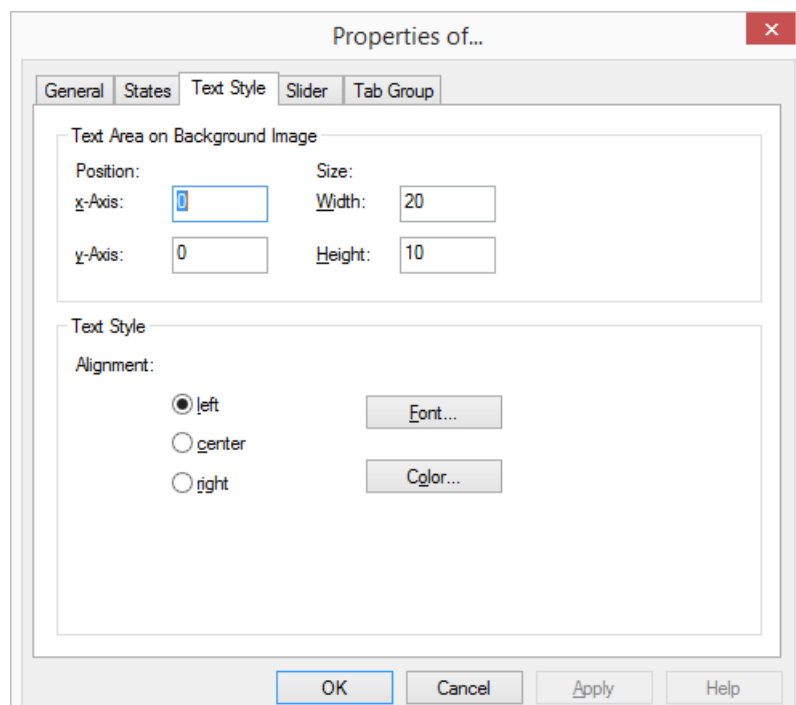 Properties of...
General States Text Style Slider Tab Group
Text Area on Background Image
Position: Size:
x-Axis: 0 Width: 20
y-Axis: 0 Height: 10
Text Style
Alignment:
left Font...
center
right Color...
OK Cancel Apply Help